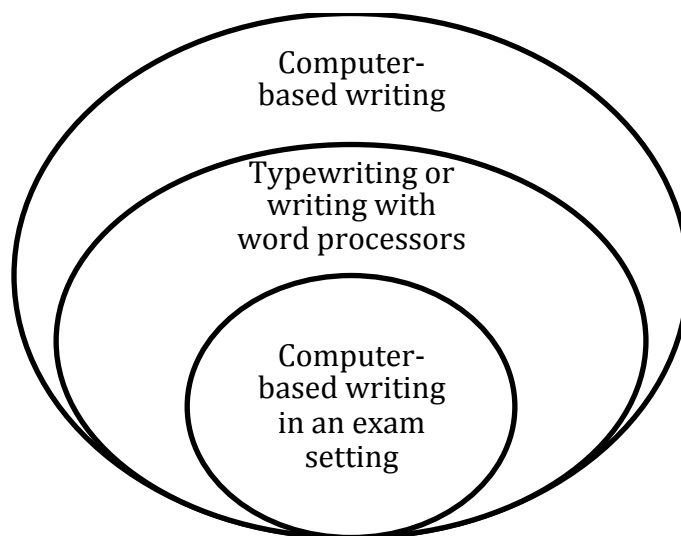 Computer-
based writing
Typewriting or
writing with
word processors
Computer-
based writing
in an exam
setting